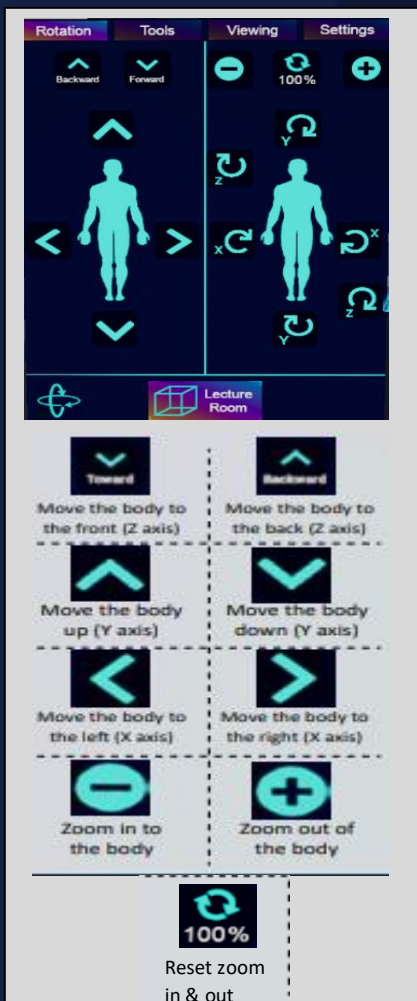 Rotation Tools Viewing Settings
Backward Forward 100%
Y
Z
X X
Z
Y
Lecture
Room
Toward Backward
Move the body to Move the body to
the front (Z axis) the back (Z axis)
Move the body Move the body
up (Y axis) down (Y axis)
Move the body to Move the body to
the left (X axis) the right (X axis)
Zoom in to Zoom out of
the body the body
100%
Reset zoom
in & out